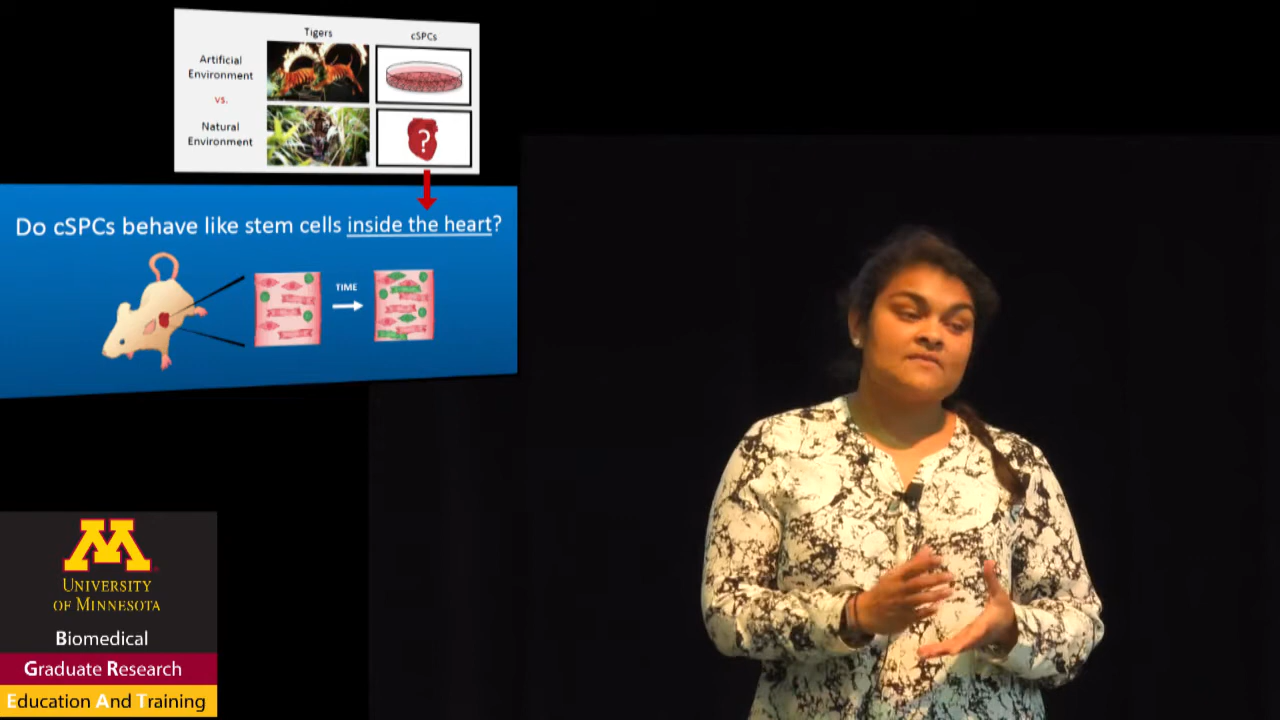 Tigers
cSPCs
Artificial
Environment
vs.
Natural
Environment
?
Do cSPCs behave like stem cells inside the heart?
TIME
UNIVERSITY
OF MINNESOTA
Biomedical
Graduate Research
Education And Training